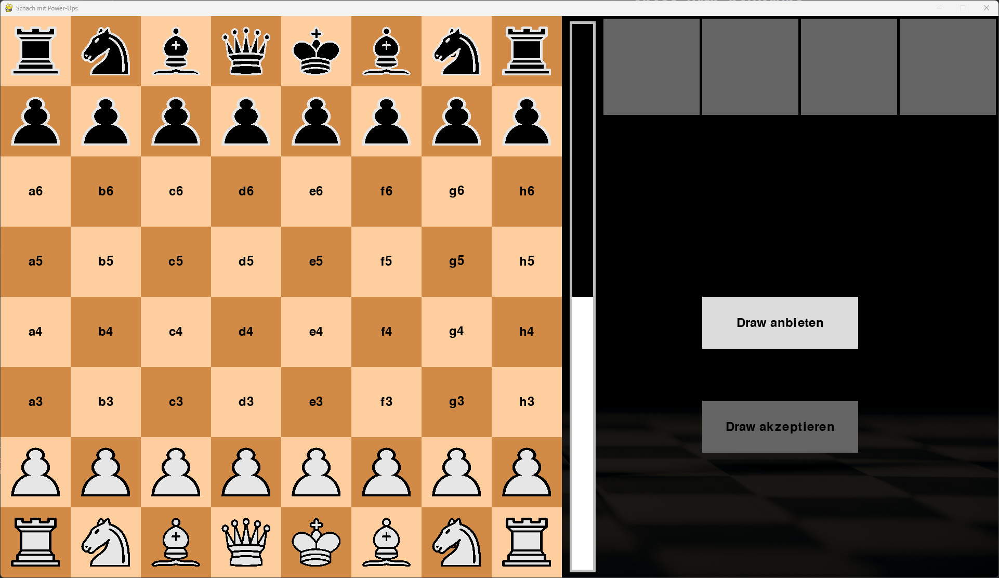 Schach mit Power-Ups
a6 b6 c6 d6 e6 f6 g6 h6
a5 b5 c5 d5 e5 f5 g5 h5
a4 b4 c4 d4 e4 f4 g4 h4
a3 b3 c3 d3 e3 f3 g3 h3
Draw anbieten
Draw akzeptieren